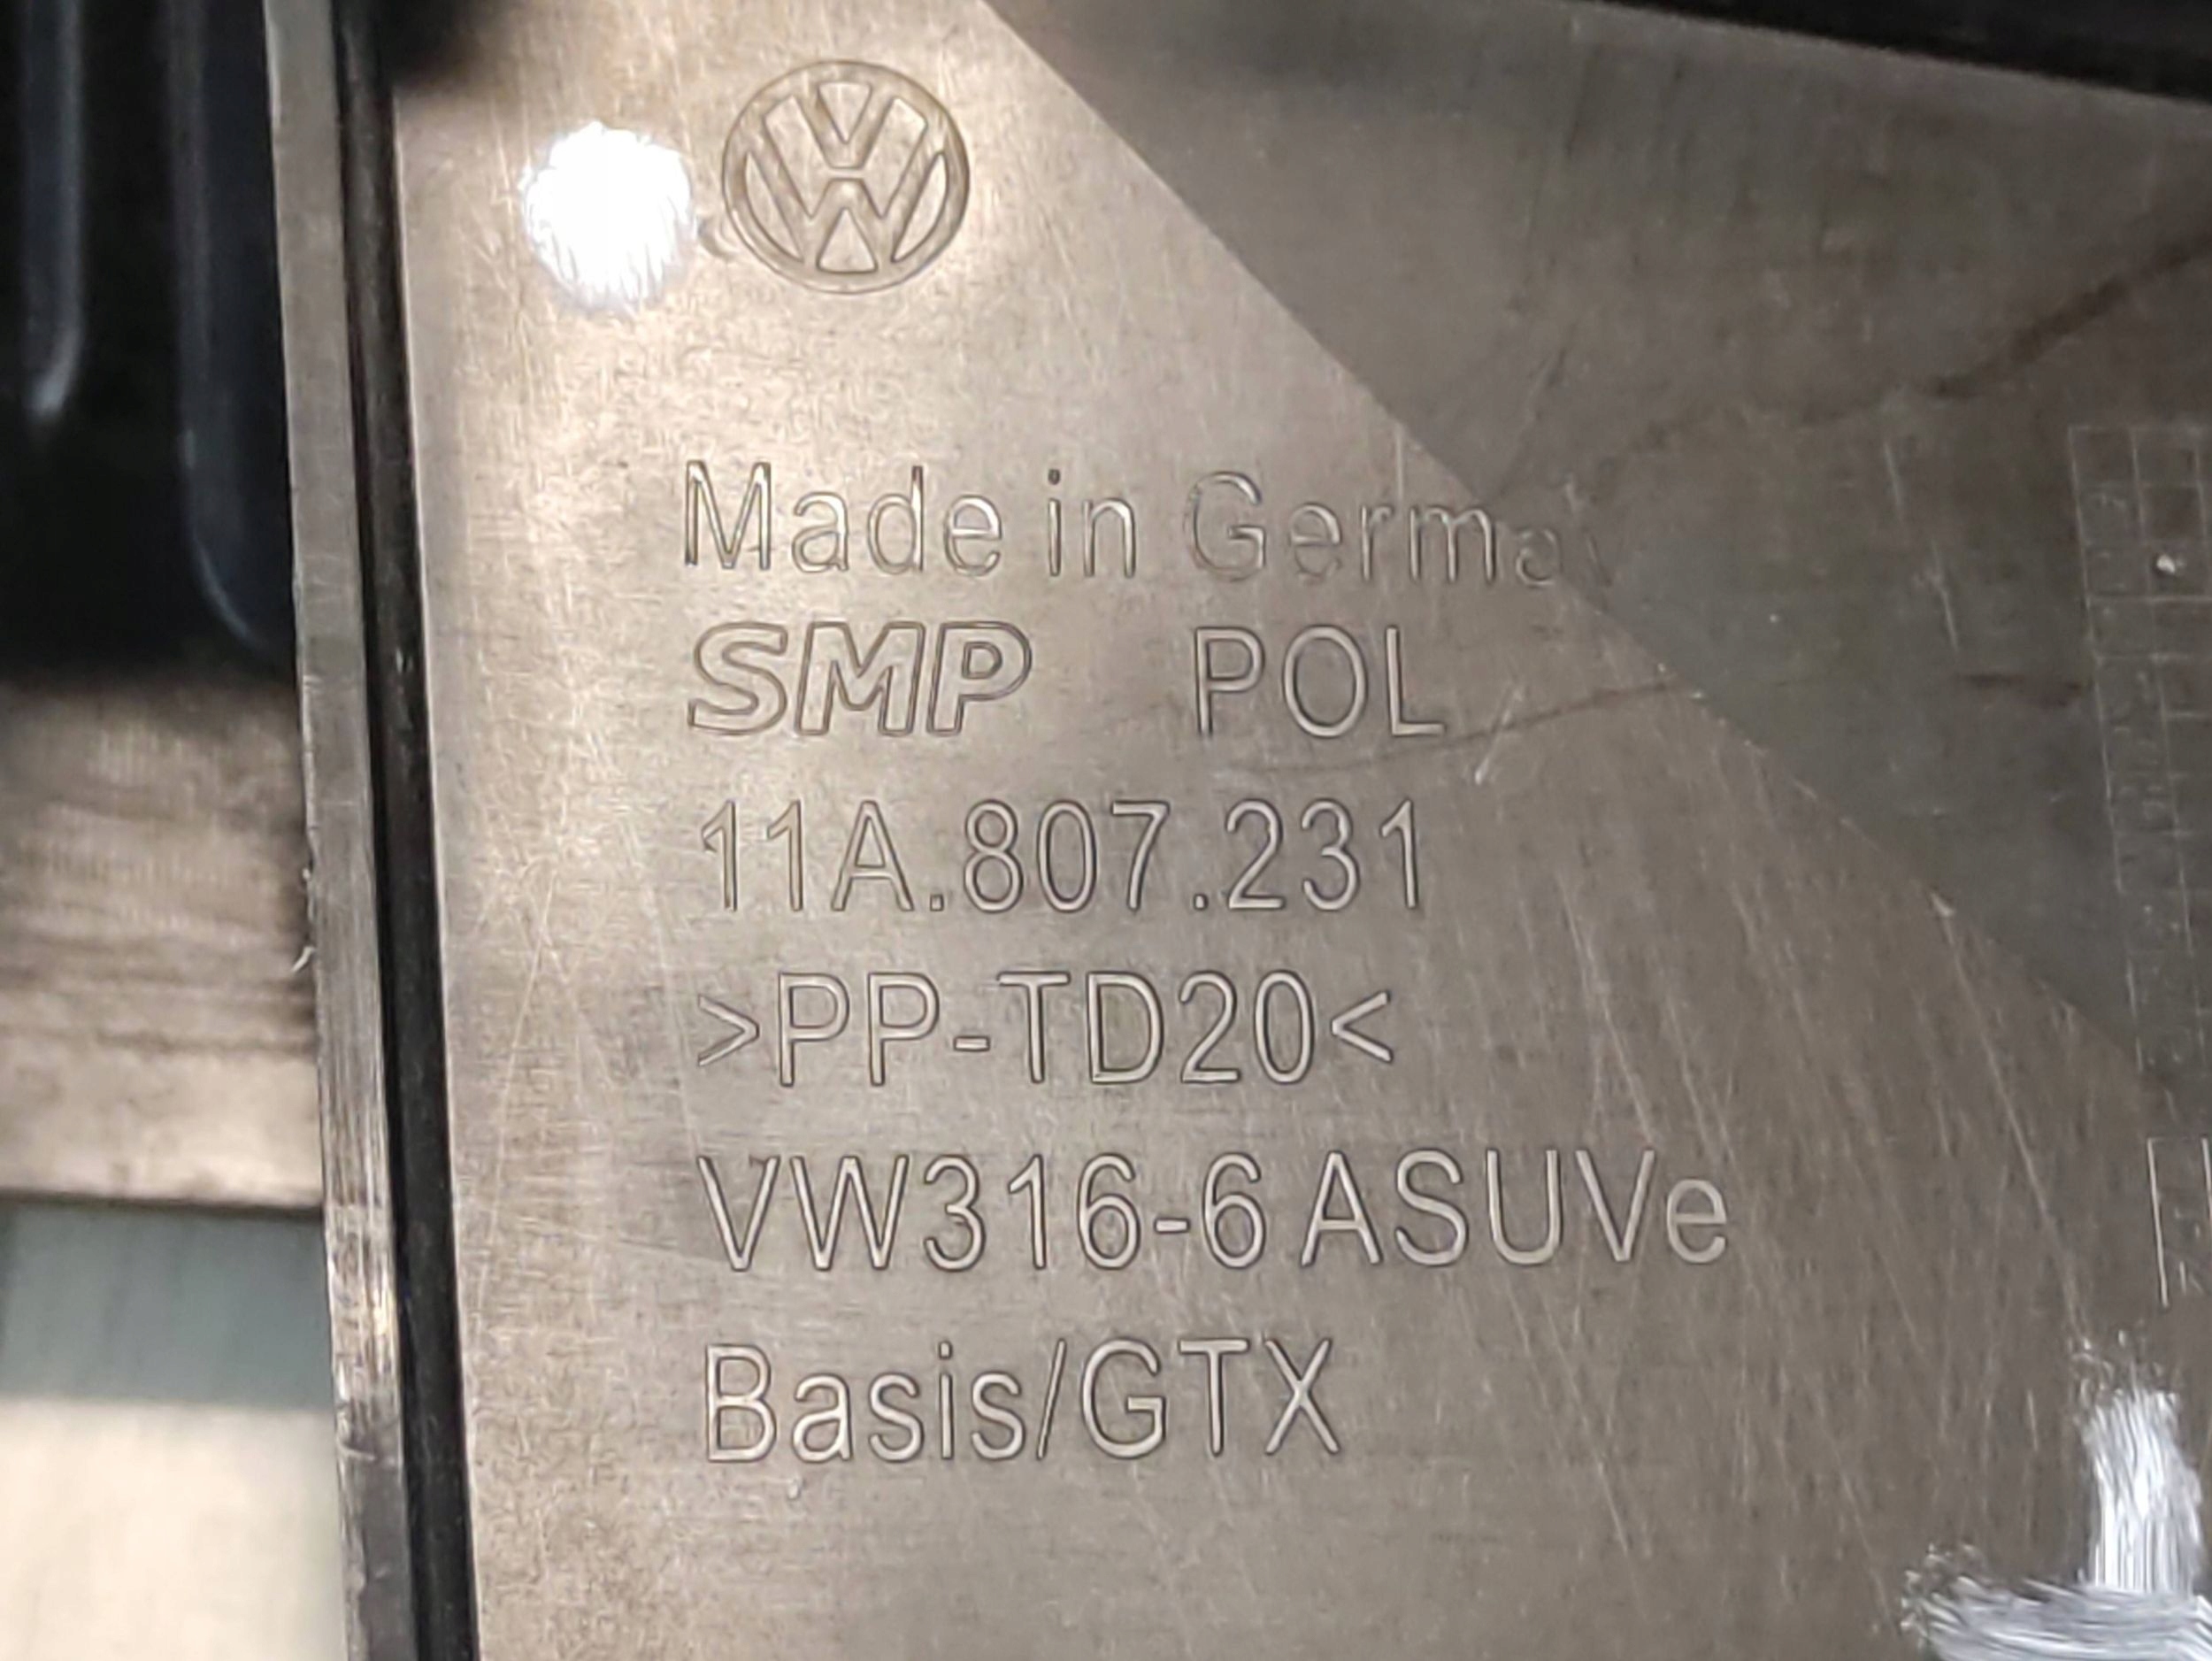 Made in Germa
SMP POL
11A.807.231
>PP-TD20<
VW316-6 ASUVe
Basis/GTX